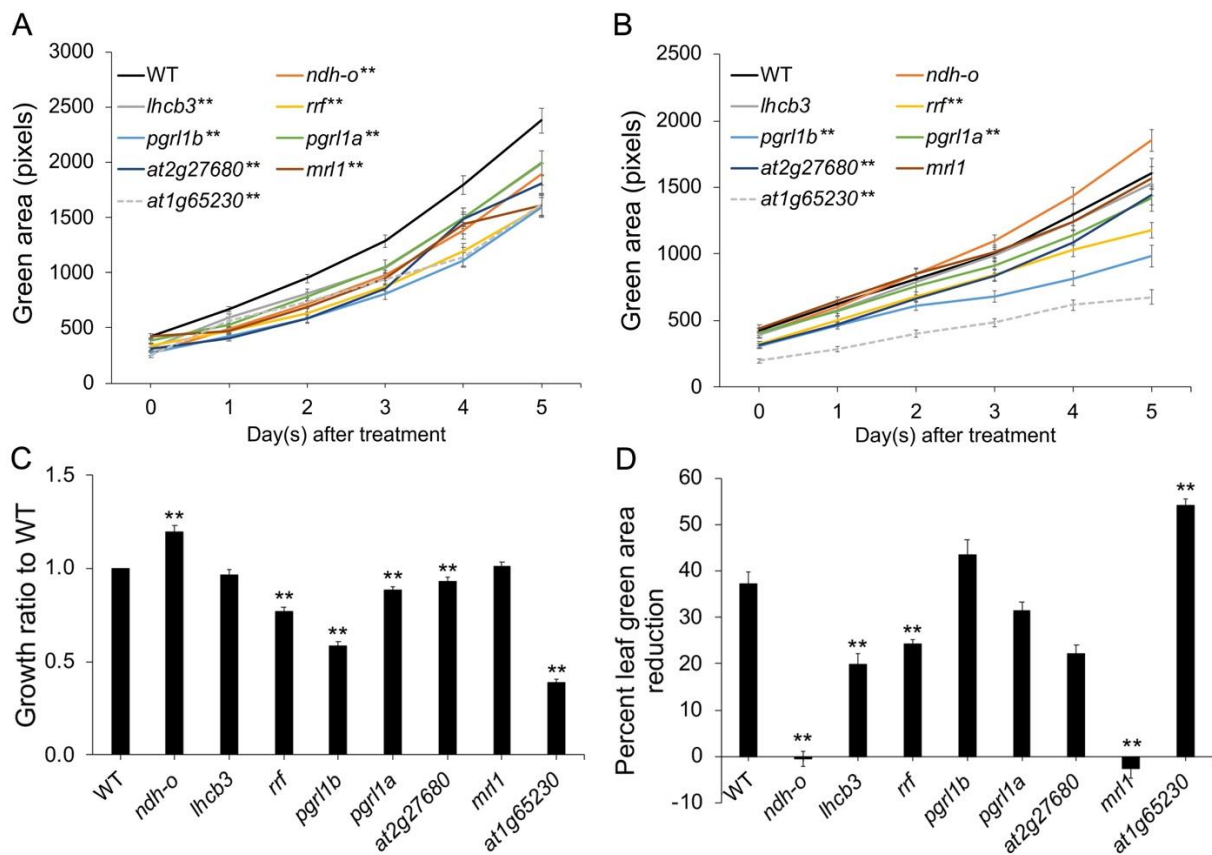 A
Green area (pixels)
3000
2500
2000
1500
1000
500
0
WT
ndh-o**
lhcb3**
rrf**
pgrl1b**
pgrl1a**
at2g27680**
mrl1**
at1g65230**
0 1 2 3 4 5
Day(s) after treatment
B
Green area (pixels)
2500
2000
1500
1000
500
0
WT
ndh-o
lhcb3
rrf**
pgrl1b**
pgrl1a**
at2g27680**
mrl1
at1g65230**
0 1 2 3 4 5
Day(s) after treatment
C
Growth ratio to WT
1.5
1.0
0.5
0.0
** ** ** ** ** **
WT ndh-o lhcb3 rrf pgrl1b pgrl1a at2g27680 mrl1 at1g65230
D
Percent leaf green area
reduction
60
50
40
30
20
10
0
-10
** ** ** ** **
WT ndh-o lhcb3 rrf pgrl1b pgrl1a at2g27680 mrl1 at1g65230